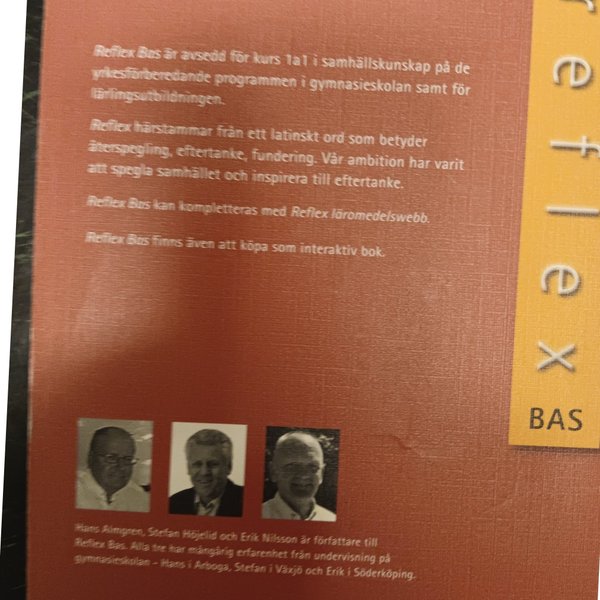 Reflex Bas är avsedd för kurs 1a1 i samhällskunskap på de
yrkesförberedande programmen i gymnasieskolan samt för
lärlingsutbildningen.
Reflex härstammar från ett latinskt ord som betyder
återspegling, eftertanke, fundering. Vår ambition har varit
att spegla samhället och inspirera till eftertanke.
Reflex Bas kan kompletteras med Reflex läromedelswebb.
Reflex Bas finns även att köpa som interaktiv bok.
Hans Almgren, Stefan Höjelid och Erik Nilsson är författare till
Reflex Bas. Alla tre har mångårig erfarenhet från undervisning på
gymnasieskolan – Hans i Arboga, Stefan i Växjö och Erik i Söderköping.
reflex
BAS